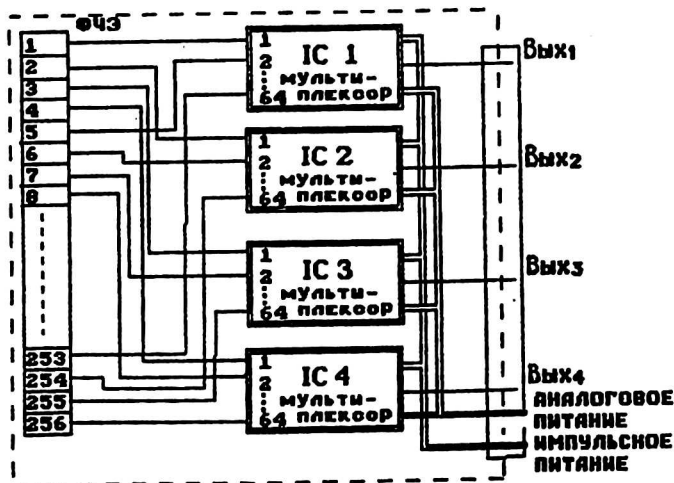 ФЧЭ
1
2
3
4
5
6
7
8
253
254
255
256
1
2
64
IC 1
МУЛЬТИ-
ПЛЕКСОР
1
2
64
IC 2
МУЛЬТИ-
ПЛЕКСОР
1
2
64
IC 3
МУЛЬТИ-
ПЛЕКСОР
1
2
64
IC 4
МУЛЬТИ-
ПЛЕКСОР
Вых1
Вых2
Вых3
Вых4
АНАЛОГОВОЕ
ПИТАНИЕ
ИМПУЛЬСНОЕ
ПИТАНИЕ